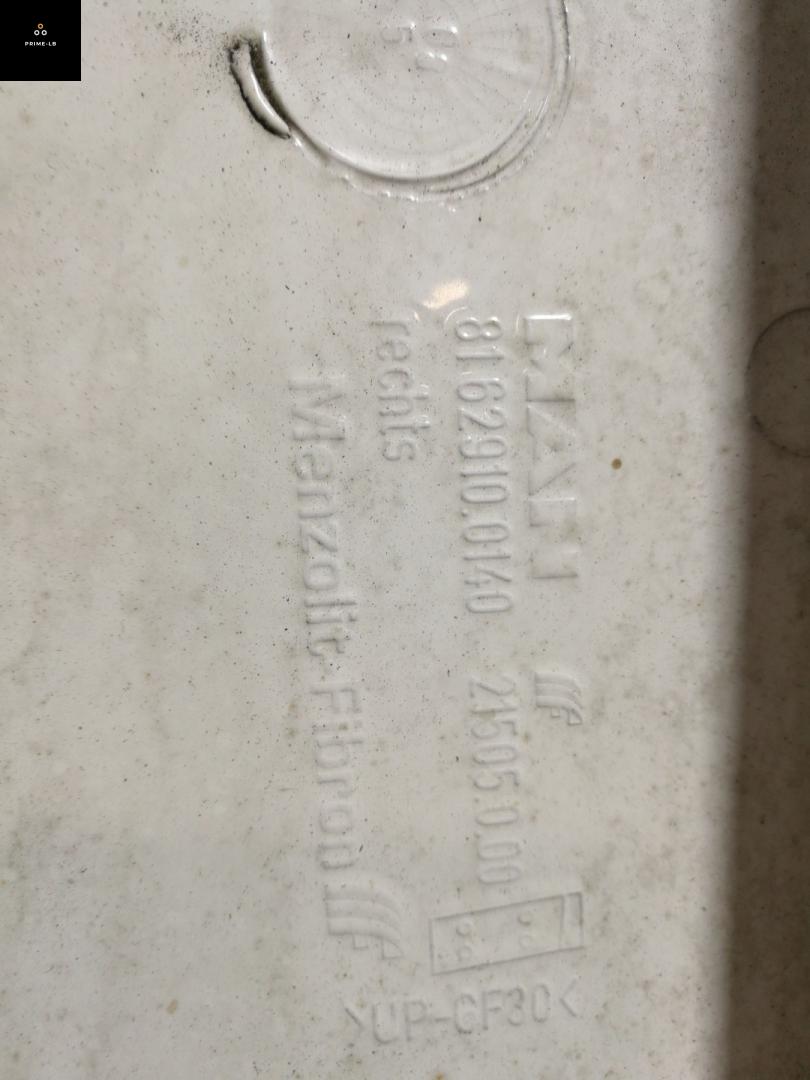 PRIME-LB
MAN
81.62910.0140 21505.0.00
rechts
Menzolit-Fibron
>UP-GF30<